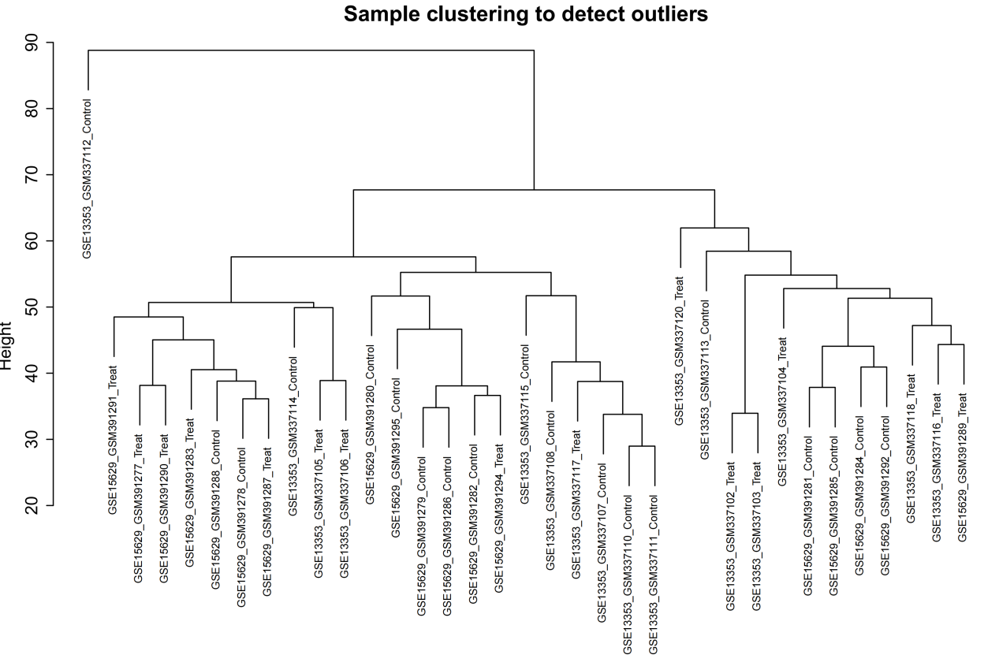 Sample clustering to detect outliers
Height
90
80
70
60
50
40
30
20
GSE13353_GSM337112_Control
GSE15629_GSM391291_Treat
GSE15629_GSM391277_Treat
GSE15629_GSM391290_Treat
GSE15629_GSM391283_Treat
GSE15629_GSM391288_Control
GSE15629_GSM391278_Control
GSE15629_GSM391287_Treat
GSE13353_GSM337114_Control
GSE13353_GSM337105_Treat
GSE13353_GSM337106_Treat
GSE15629_GSM391280_Control
GSE15629_GSM391295_Control
GSE15629_GSM391279_Control
GSE15629_GSM391286_Control
GSE15629_GSM391282_Control
GSE15629_GSM391294_Treat
GSE13353_GSM337115_Control
GSE13353_GSM337108_Control
GSE13353_GSM337117_Treat
GSE13353_GSM337107_Control
GSE13353_GSM337110_Control
GSE13353_GSM337111_Control
GSE13353_GSM337120_Treat
GSE13353_GSM337113_Control
GSE13353_GSM337102_Treat
GSE13353_GSM337103_Treat
GSE13353_GSM337104_Treat
GSE15629_GSM391281_Control
GSE15629_GSM391285_Control
GSE15629_GSM391284_Control
GSE15629_GSM391292_Control
GSE13353_GSM337118_Treat
GSE13353_GSM337116_Treat
GSE15629_GSM391289_Treat